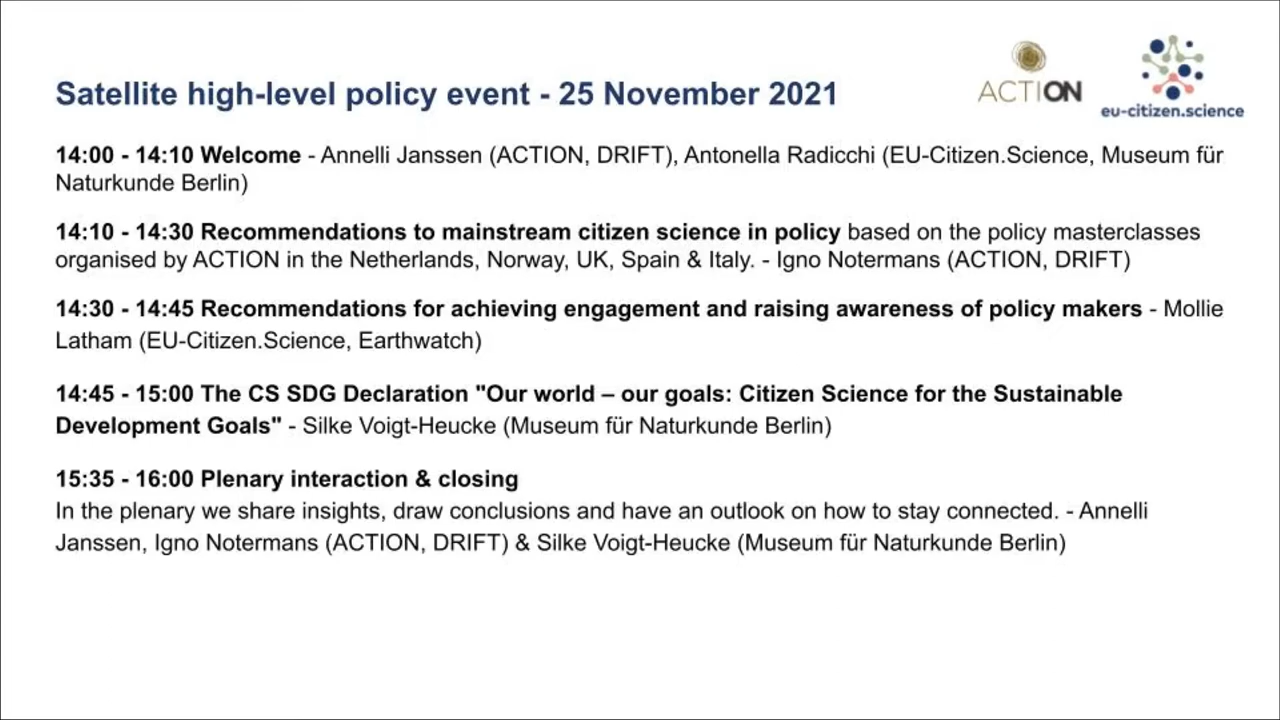 Satellite high-level policy event - 25 November 2021
ACTION
eu-citizen.science
14:00 - 14:10 Welcome - Annelli Janssen (ACTION, DRIFT), Antonella Radicchi (EU-Citizen.Science, Museum für
Naturkunde Berlin)
14:10 - 14:30 Recommendations to mainstream citizen science in policy based on the policy masterclasses
organised by ACTION in the Netherlands, Norway, UK, Spain & Italy. - Igno Notermans (ACTION, DRIFT)
14:30 - 14:45 Recommendations for achieving engagement and raising awareness of policy makers - Mollie
Latham (EU-Citizen.Science, Earthwatch)
14:45 - 15:00 The CS SDG Declaration "Our world – our goals: Citizen Science for the Sustainable
Development Goals" - Silke Voigt-Heucke (Museum für Naturkunde Berlin)
15:35 - 16:00 Plenary interaction & closing
In the plenary we share insights, draw conclusions and have an outlook on how to stay connected. - Annelli
Janssen, Igno Notermans (ACTION, DRIFT) & Silke Voigt-Heucke (Museum für Naturkunde Berlin)